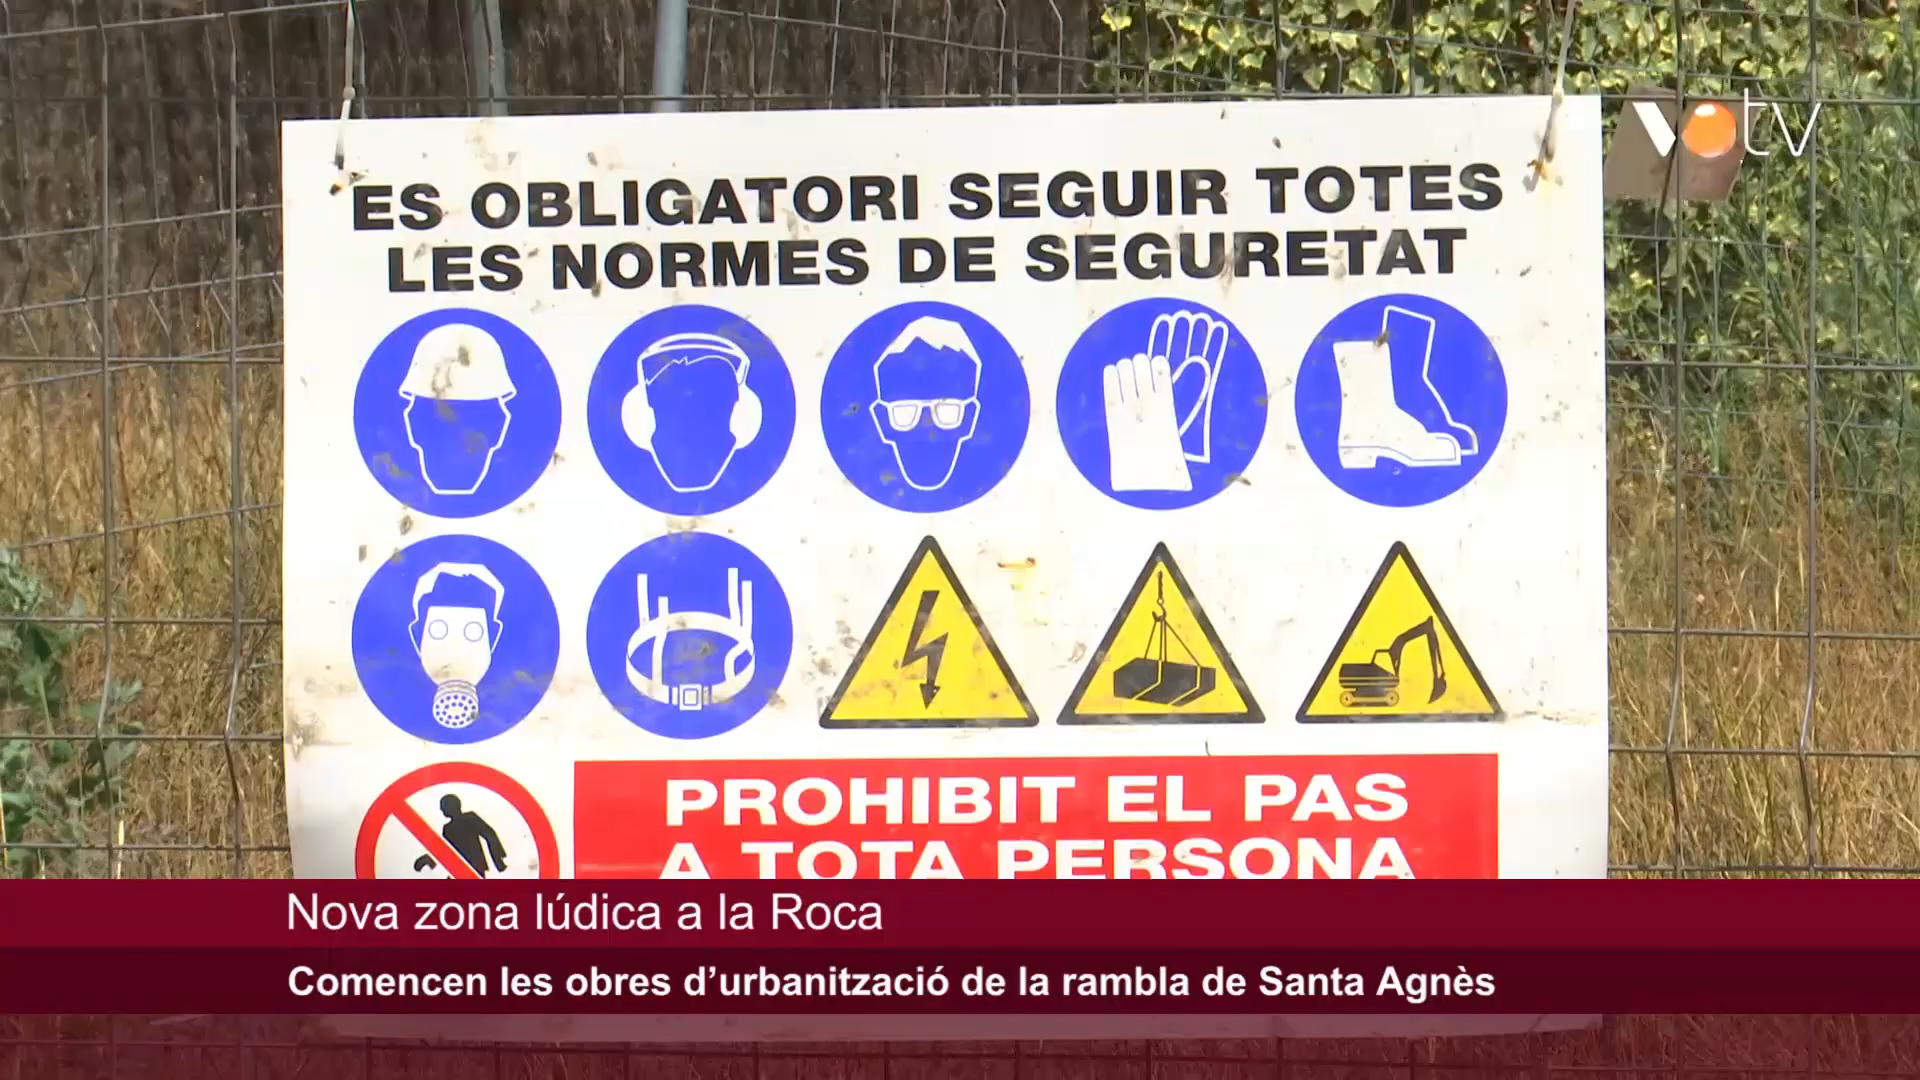 votv
ES OBLIGATORI SEGUIR TOTES
LES NORMES DE SEGURETAT
PROHIBIT EL PAS
A TOTA PERSONA
Nova zona lúdica a la Roca
Comencen les obres d’urbanització de la rambla de Santa Agnès